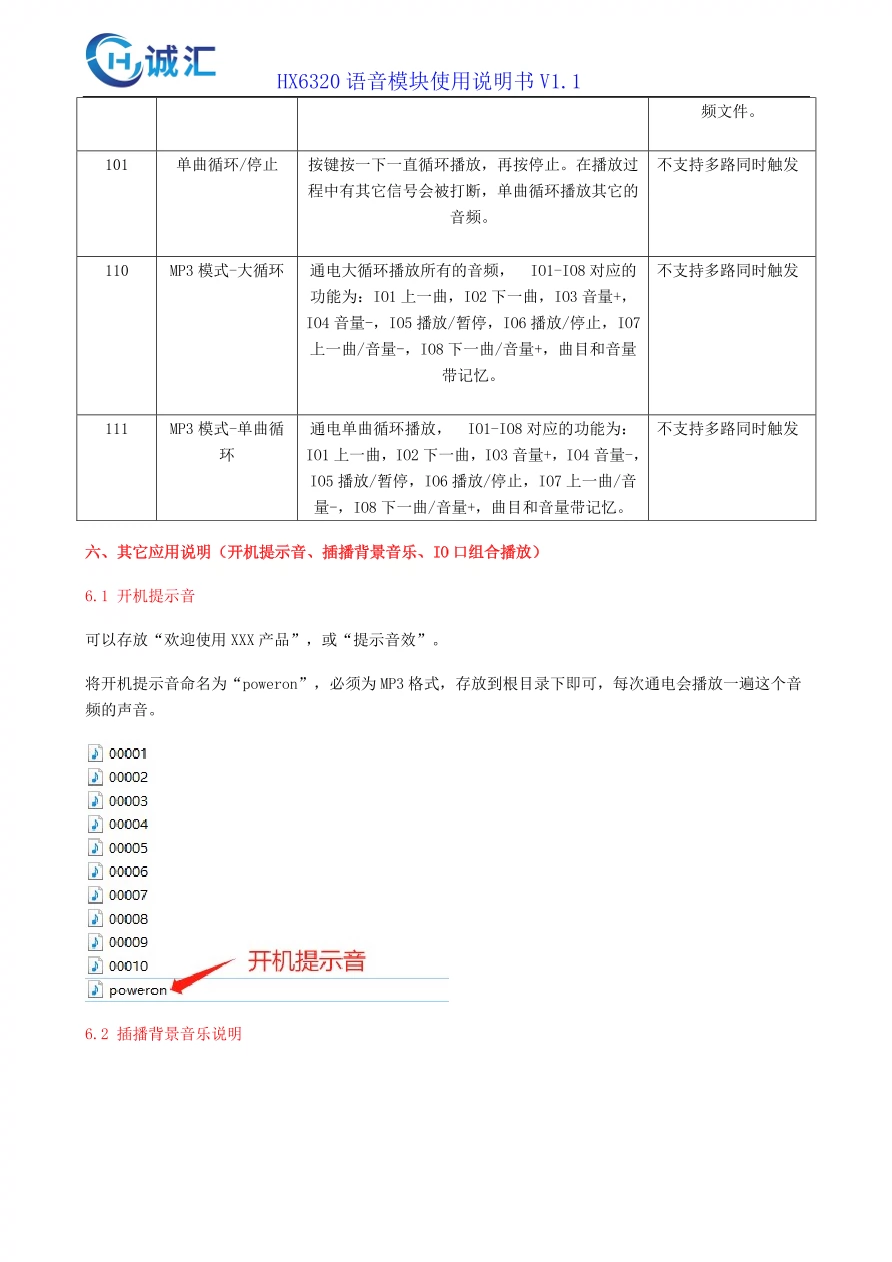 诚汇
HX6320 语音模块使用说明书 V1.1
频文件。
101
单曲循环/停止
按键按一下一直循环播放，再按停止。在播放过
程中有其它信号会被打断，单曲循环播放其它的
音频。
不支持多路同时触发
110
MP3 模式-大循环
通电大循环播放所有的音频，　IO1-IO8 对应的
功能为：IO1 上一曲，IO2 下一曲，IO3 音量+，
IO4 音量-，IO5 播放/暂停，IO6 播放/停止，IO7
上一曲/音量-，IO8 下一曲/音量+，曲目和音量
带记忆。
不支持多路同时触发
111
MP3 模式-单曲循
环
通电单曲循环播放，　IO1-IO8 对应的功能为：
IO1 上一曲，IO2 下一曲，IO3 音量+，IO4 音量-，
IO5 播放/暂停，IO6 播放/停止，IO7 上一曲/音
量-，IO8 下一曲/音量+，曲目和音量带记忆。
不支持多路同时触发
六、其它应用说明（开机提示音、插播背景音乐、IO 口组合播放）
6.1 开机提示音
可以存放“欢迎使用 XXX 产品”，或“提示音效”。
将开机提示音命名为“poweron”，必须为 MP3 格式，存放到根目录下即可，每次通电会播放一遍这个音
频的声音。
00001
00002
00003
00004
00005
00006
00007
00008
00009
00010
开机提示音
poweron
6.2 插播背景音乐说明